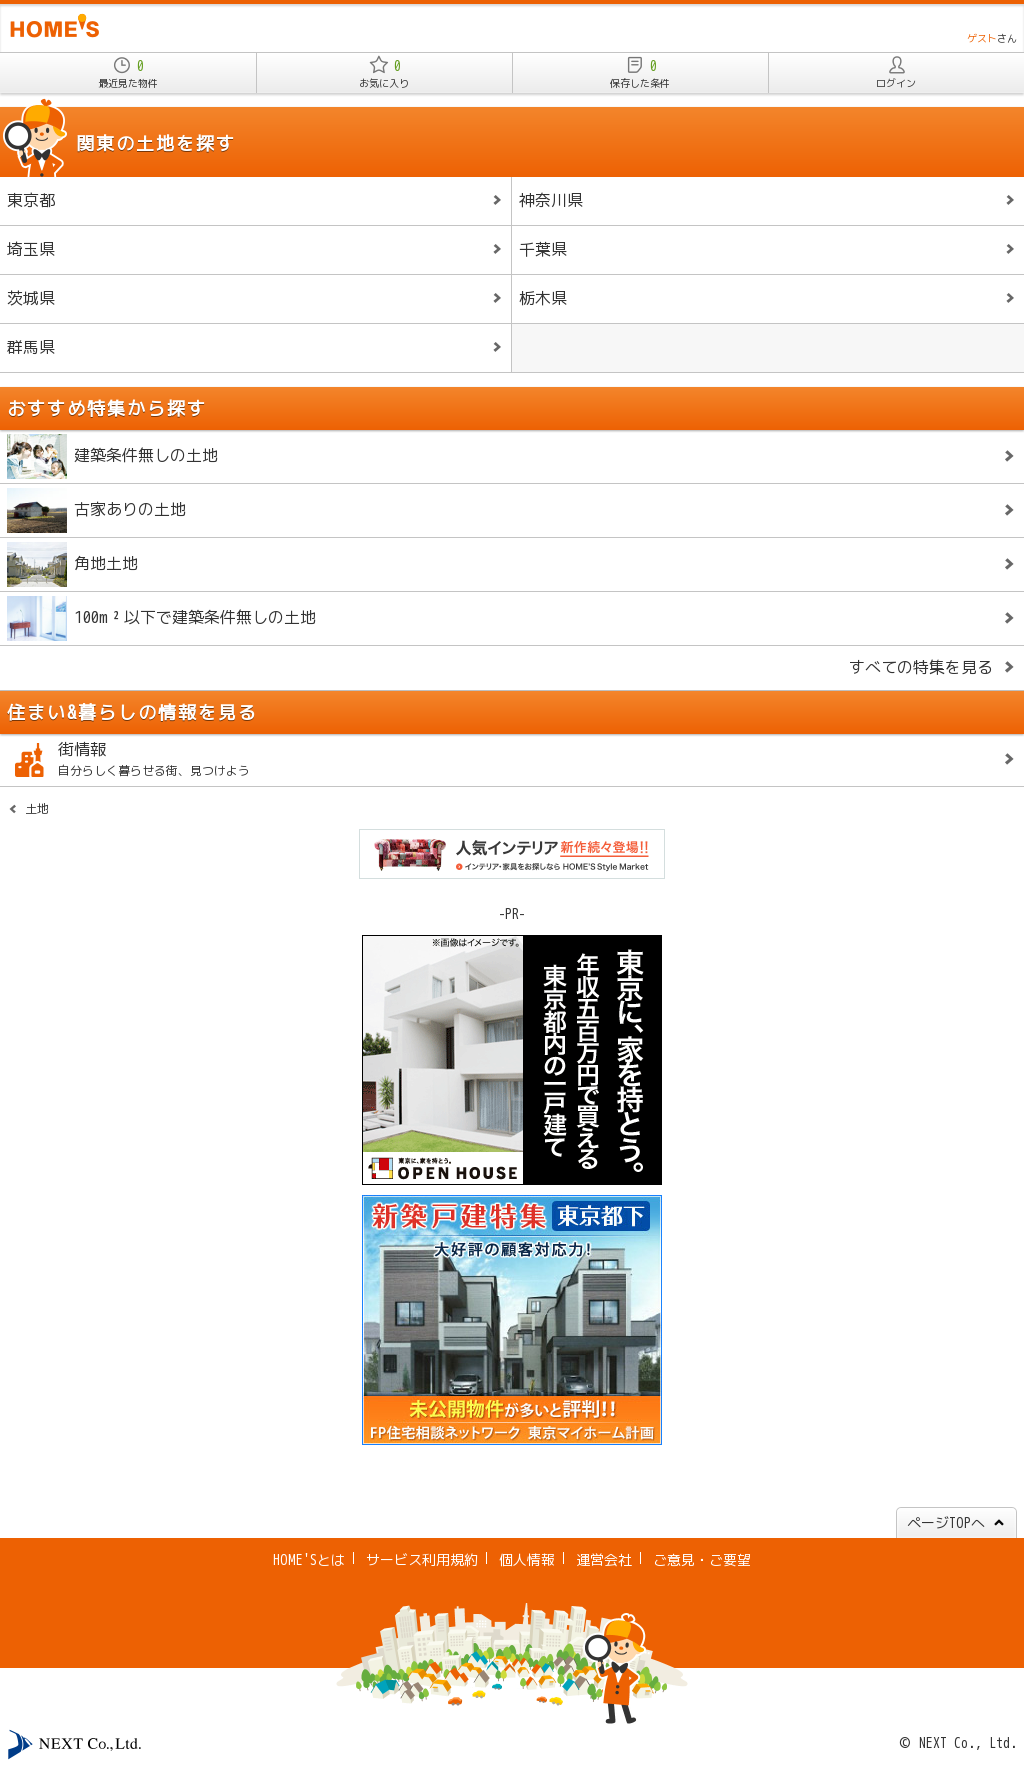 HOME'S
ゲストさん
0
最近見た物件
0
お気に入り
0
保存した条件
ログイン
関東の土地を探す
東京都
神奈川県
埼玉県
千葉県
茨城県
栃木県
群馬県
おすすめ特集から探す
建築条件無しの土地
古家ありの土地
角地土地
100m²以下で建築条件無しの土地
すべての特集を見る
住まい&暮らしの情報を見る
街情報
自分らしく暮らせる街、見つけよう
土地
人気インテリア新作続々登場!!
インテリア・家具をお探しなら HOME'S Style Market
-PR-
※画像はイメージです。
東京に、家を持とう。
年収五百万円で買える
東京都内の一戸建て
東京に、家を持とう。
OPEN HOUSE
新築戸建特集 東京都下
大好評の顧客対応力!
未公開物件が多いと評判!!
FP住宅相談ネットワーク 東京マイホーム計画
ページTOPへ
HOME'Sとは
サービス利用規約
個人情報
運営会社
ご意見・ご要望
NEXT Co., Ltd.
© NEXT Co., Ltd.